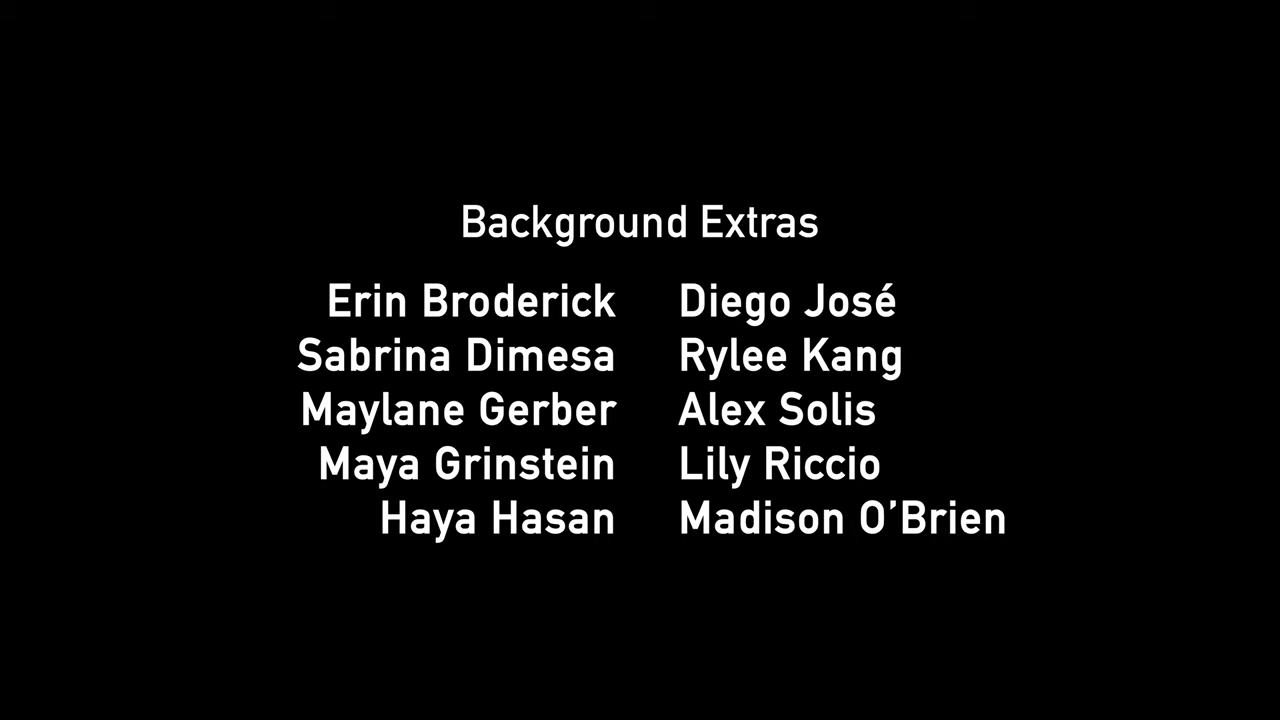 Background Extras
Erin Broderick Diego José
Sabrina Dimesa Rylee Kang
Maylane Gerber Alex Solis
Maya Grinstein Lily Riccio
Haya Hasan Madison O’Brien